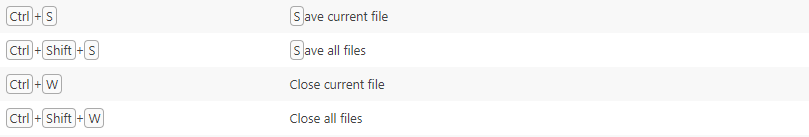 Ctrl+S Save current file
Ctrl+Shift+S Save all files
Ctrl+W Close current file
Ctrl+Shift+W Close all files